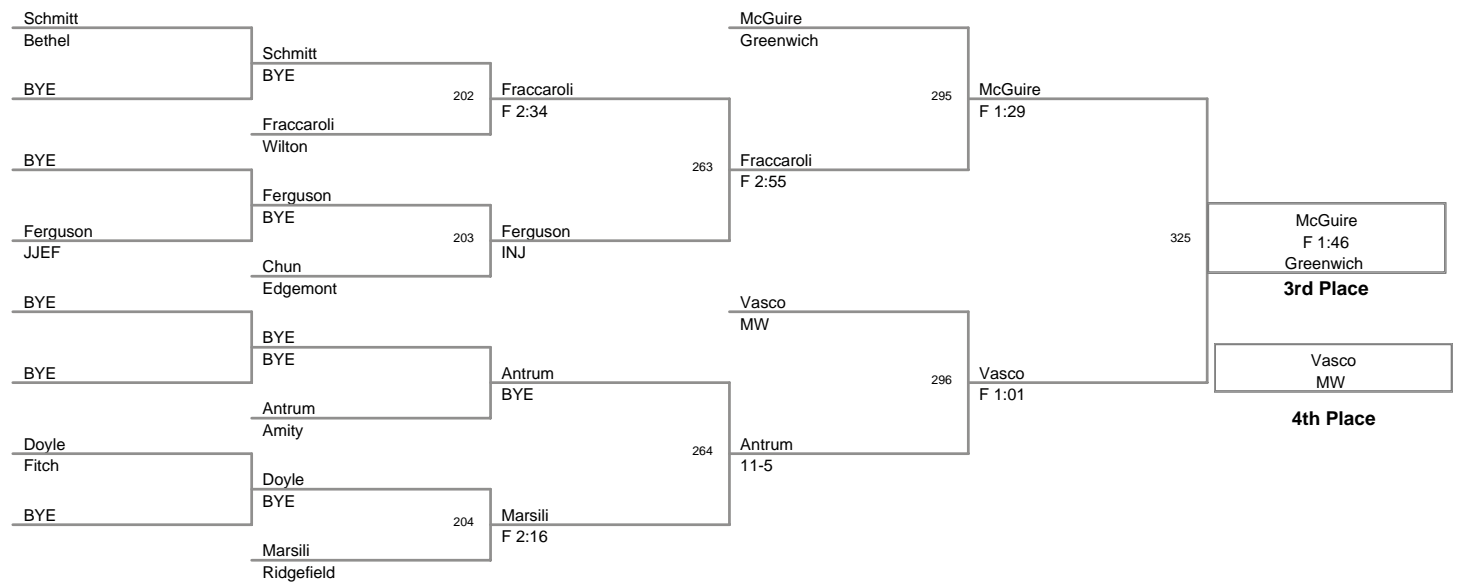 Schmitt
Bethel
BYE
BYE
Ferguson
JJEF
BYE
BYE
Doyle
Fitch
BYE
Schmitt
BYE
Fraccaroli
Wilton
Ferguson
BYE
Chun
Edgemont
BYE
BYE
Antrum
Amity
Doyle
BYE
Marsili
Ridgefield
202
203
204
Fraccaroli
F 2:34
Ferguson
INJ
Antrum
BYE
Marsili
F 2:16
263
264
McGuire
Greenwich
Fraccaroli
F 2:55
Vasco
MW
Antrum
11-5
295
296
McGuire
F 1:29
Vasco
F 1:01
325
McGuire
F 1:46
Greenwich
3rd Place
Vasco
MW
4th Place